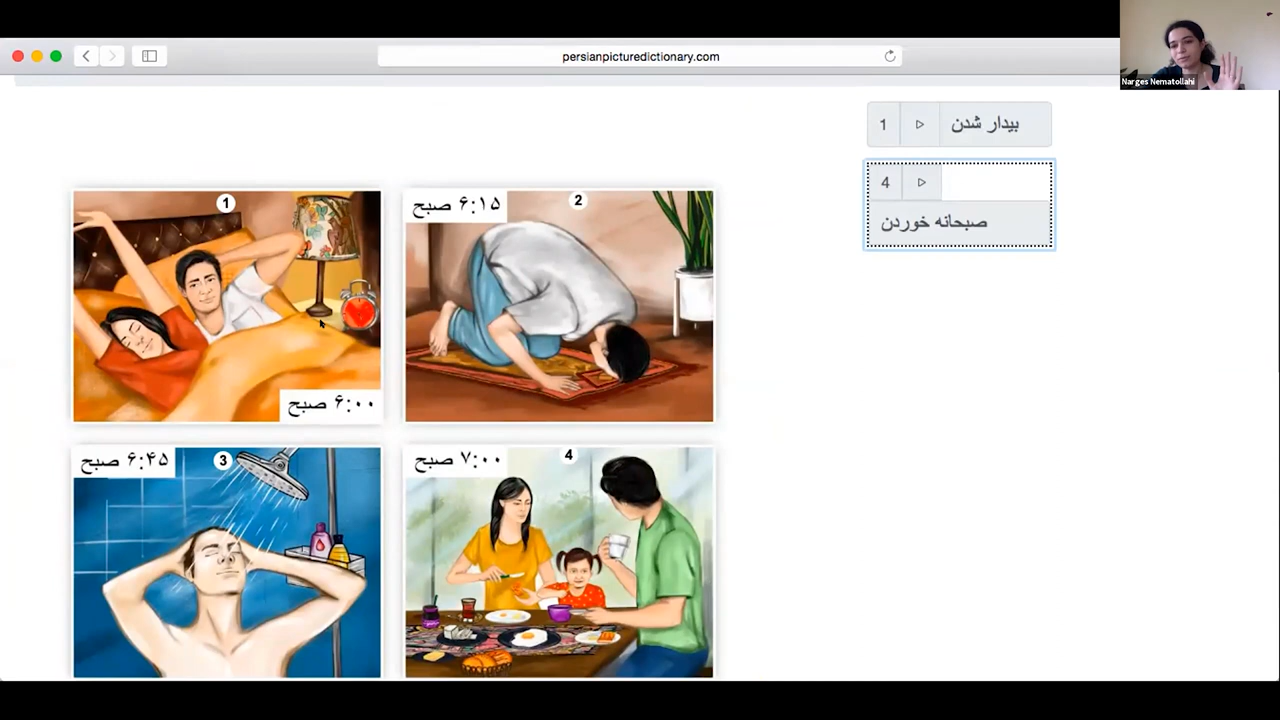 persianpicturedictionary.com
Narges Nematollahi
1
بیدار شدن
4
صبحانه خوردن
1
۶:۰۰ صبح
2
۶:۱۵ صبح
3
۶:۴۵ صبح
4
۷:۰۰ صبح